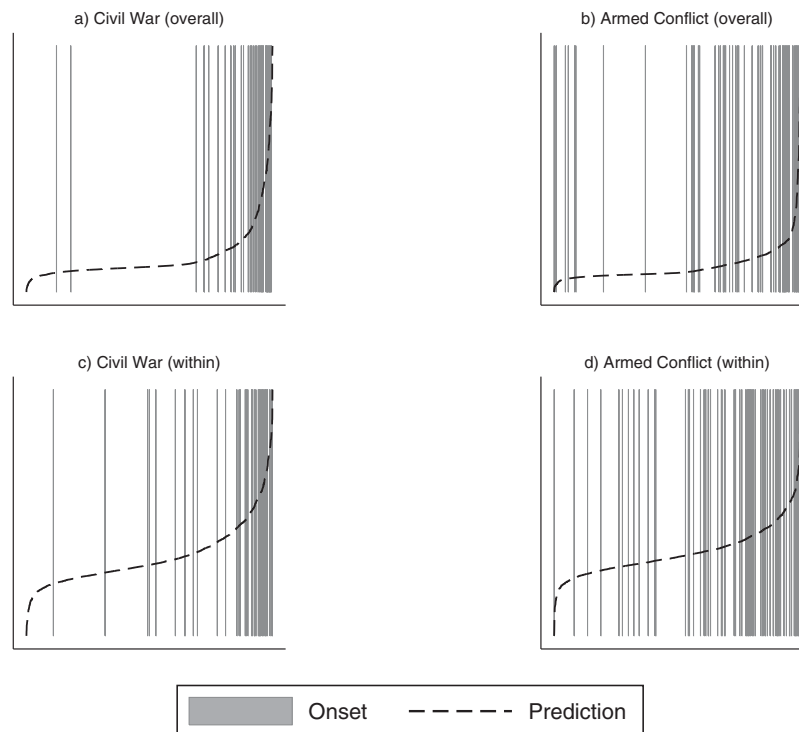 a) Civil War (overall)
b) Armed Conflict (overall)
c) Civil War (within)
d) Armed Conflict (within)
Onset
Prediction